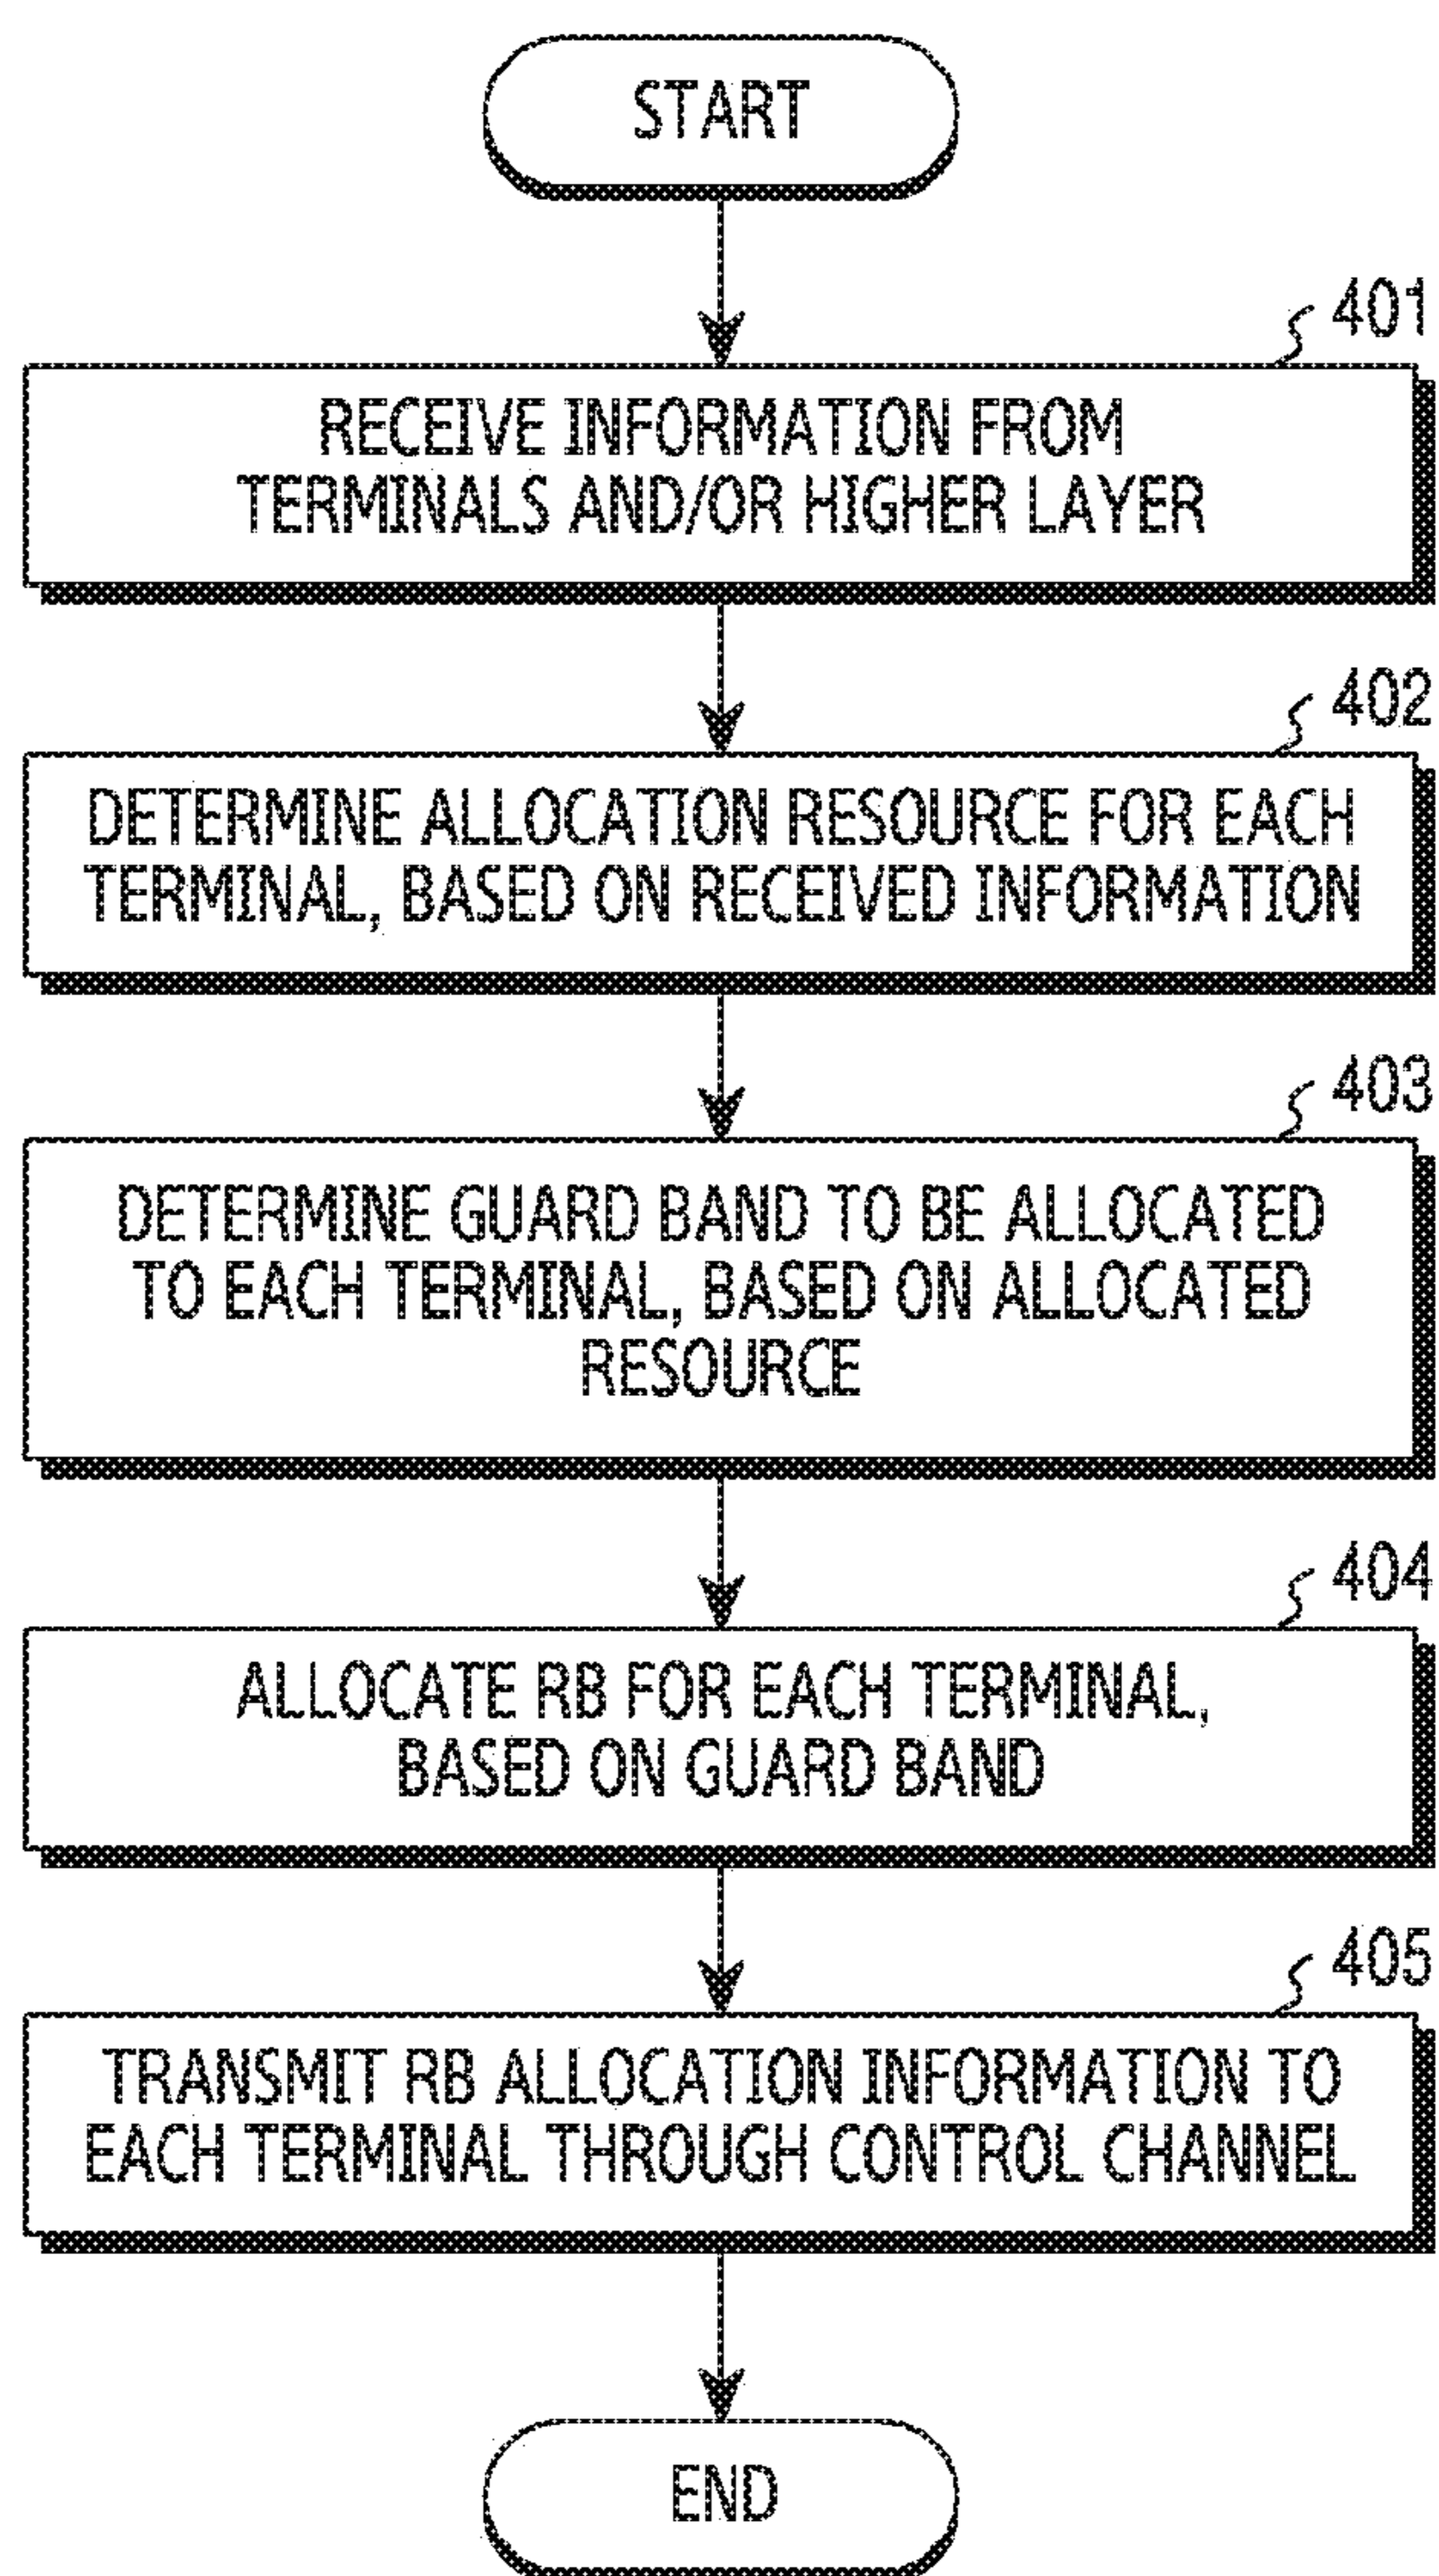 START
401
RECEIVE INFORMATION FROM
TERMINALS AND/OR HIGHER LAYER
402
DETERMINE ALLOCATION RESOURCE FOR EACH
TERMINAL, BASED ON RECEIVED INFORMATION
403
DETERMINE GUARD BAND TO BE ALLOCATED
TO EACH TERMINAL, BASED ON ALLOCATED
RESOURCE
404
ALLOCATE RB FOR EACH TERMINAL,
BASED ON GUARD BAND
405
TRANSMIT RB ALLOCATION INFORMATION TO
EACH TERMINAL THROUGH CONTROL CHANNEL
END